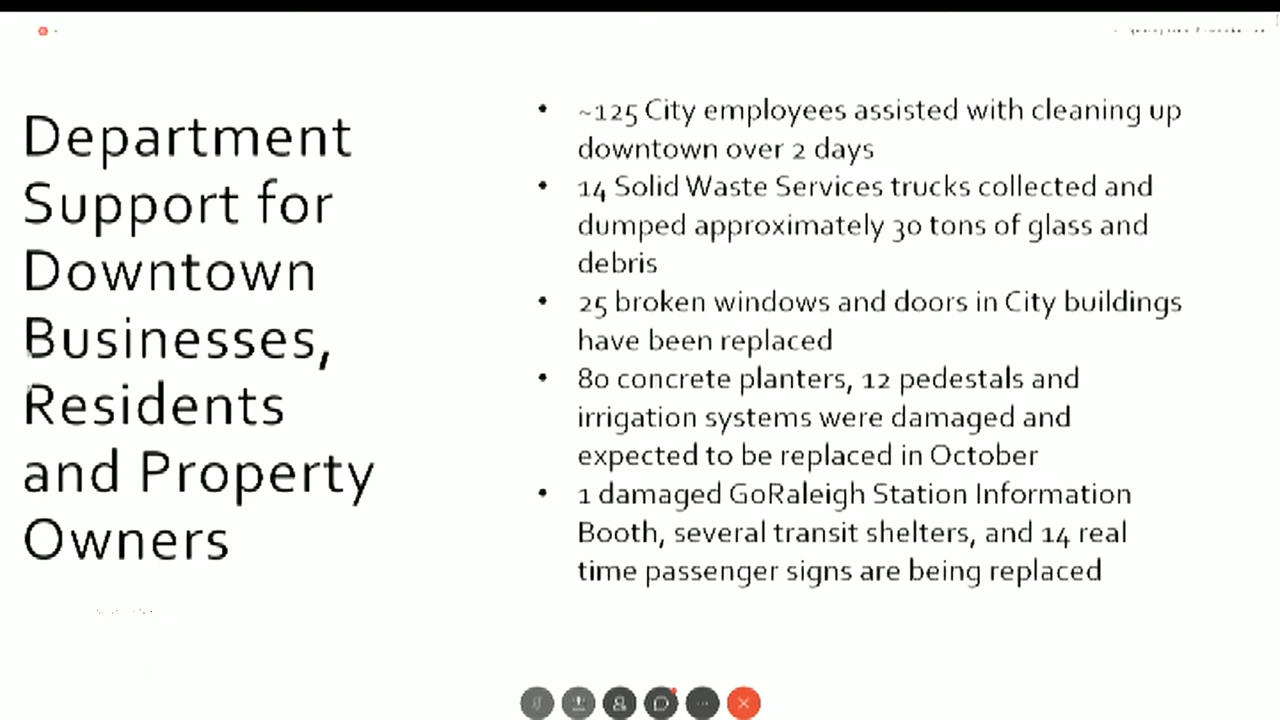 Department
Support for
Downtown
Businesses,
Residents
and Property
Owners
• ~125 City employees assisted with cleaning up
downtown over 2 days
• 14 Solid Waste Services trucks collected and
dumped approximately 30 tons of glass and
debris
• 25 broken windows and doors in City buildings
have been replaced
• 80 concrete planters, 12 pedestals and
irrigation systems were damaged and
expected to be replaced in October
• 1 damaged GoRaleigh Station Information
Booth, several transit shelters, and 14 real
time passenger signs are being replaced